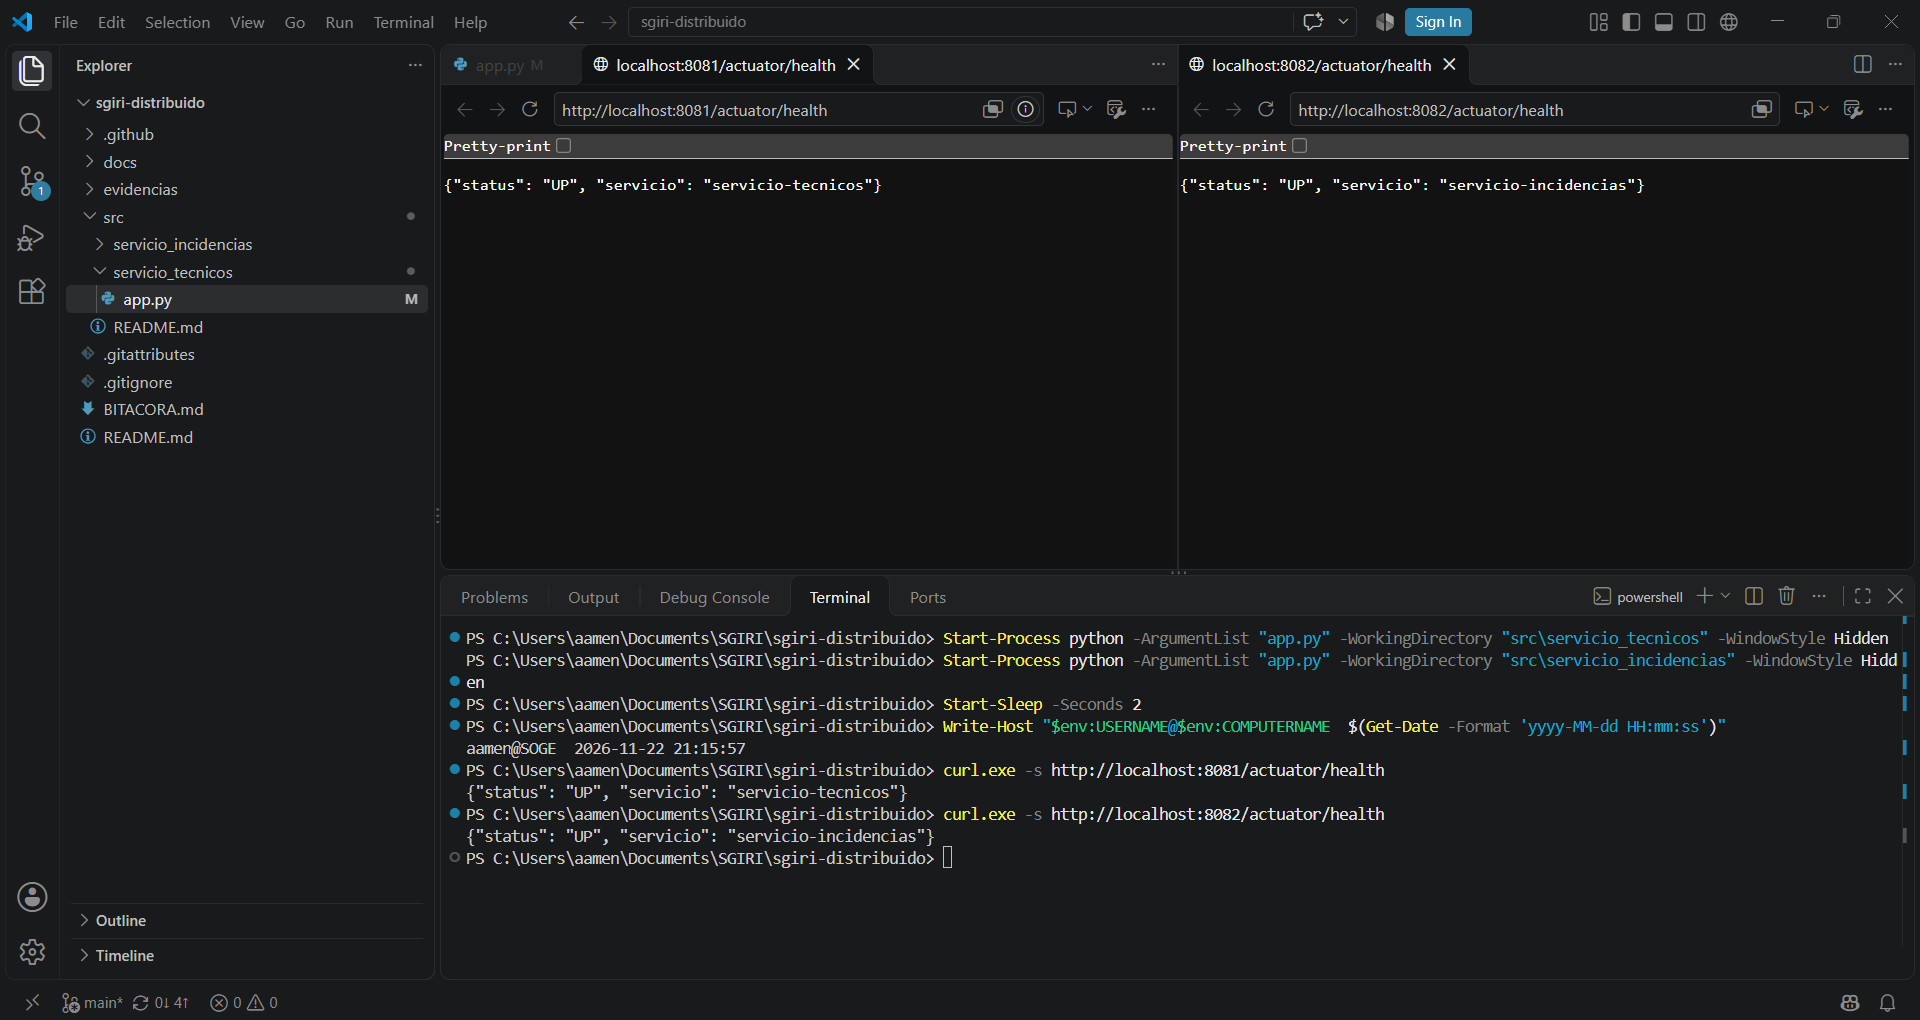 File Edit Selection View Go Run Terminal Help
sgiri-distribuido
Sign In
Explorer
sgiri-distribuido
.github
docs
evidencias
src
servicio_incidencias
servicio_tecnicos
app.py M
README.md
.gitattributes
.gitignore
BITACORA.md
README.md
Outline
Timeline
1
app.py M
localhost:8081/actuator/health
http://localhost:8081/actuator/health
Pretty-print
{"status": "UP", "servicio": "servicio-tecnicos"}
localhost:8082/actuator/health
http://localhost:8082/actuator/health
Pretty-print
{"status": "UP", "servicio": "servicio-incidencias"}
Problems Output Debug Console Terminal Ports
powershell
PS C:\Users\aamen\Documents\SGIRI\sgiri-distribuido> Start-Process python -ArgumentList "app.py" -WorkingDirectory "src\servicio_tecnicos" -WindowStyle Hidden
PS C:\Users\aamen\Documents\SGIRI\sgiri-distribuido> Start-Process python -ArgumentList "app.py" -WorkingDirectory "src\servicio_incidencias" -WindowStyle Hidd
en
PS C:\Users\aamen\Documents\SGIRI\sgiri-distribuido> Start-Sleep -Seconds 2
PS C:\Users\aamen\Documents\SGIRI\sgiri-distribuido> Write-Host "$env:USERNAME@$env:COMPUTERNAME  $(Get-Date -Format 'yyyy-MM-dd HH:mm:ss')"
aamen@SOGE  2026-11-22 21:15:57
PS C:\Users\aamen\Documents\SGIRI\sgiri-distribuido> curl.exe -s http://localhost:8081/actuator/health
{"status": "UP", "servicio": "servicio-tecnicos"}
PS C:\Users\aamen\Documents\SGIRI\sgiri-distribuido> curl.exe -s http://localhost:8082/actuator/health
{"status": "UP", "servicio": "servicio-incidencias"}
PS C:\Users\aamen\Documents\SGIRI\sgiri-distribuido>
main* 0↓ 4↑ 0 0